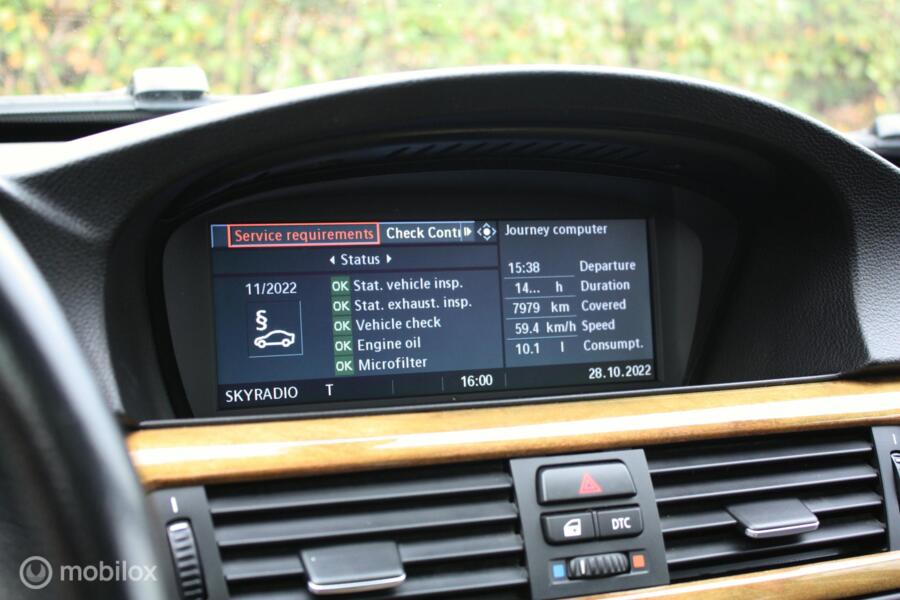 Service requirements Check Cont
Status
11/2022
§
OK Stat. vehicle insp.
OK Stat. exhaust. insp.
OK Vehicle check
OK Engine oil
OK Microfilter
Journey computer
15:38 Departure
14... h Duration
7979 km Covered
59.4 km/h Speed
10.1 l Consumpt.
SKYRADIO T 16:00 28.10.2022
DTC
mobilox